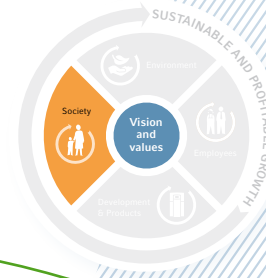 SUSTAINABLE AND PROFITABLE GROWTH
Environment
Society
Vision
and
values
Employees
Development
& Products